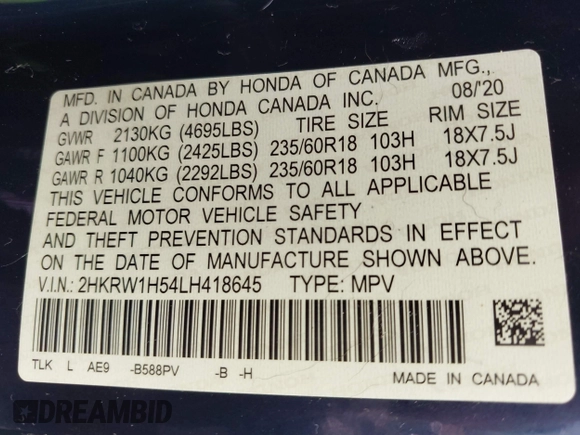 MFD. IN CANADA BY HONDA OF CANADA MFG.,
A DIVISION OF HONDA CANADA INC. 08/'20
GVWR 2130KG (4695LBS) TIRE SIZE RIM SIZE
GAWR F 1100KG (2425LBS) 235/60R18 103H 18X7.5J
GAWR R 1040KG (2292LBS) 235/60R18 103H 18X7.5J
THIS VEHICLE CONFORMS TO ALL APPLICABLE
FEDERAL MOTOR VEHICLE SAFETY
AND THEFT PREVENTION STANDARDS IN EFFECT
ON THE DATE OF MANUFACTURE SHOWN ABOVE.
V.I.N.: 2HKRW1H54LH418645 TYPE: MPV
TLK L AE9 -B588PV -B -H
MADE IN CANADA
DREAMBID